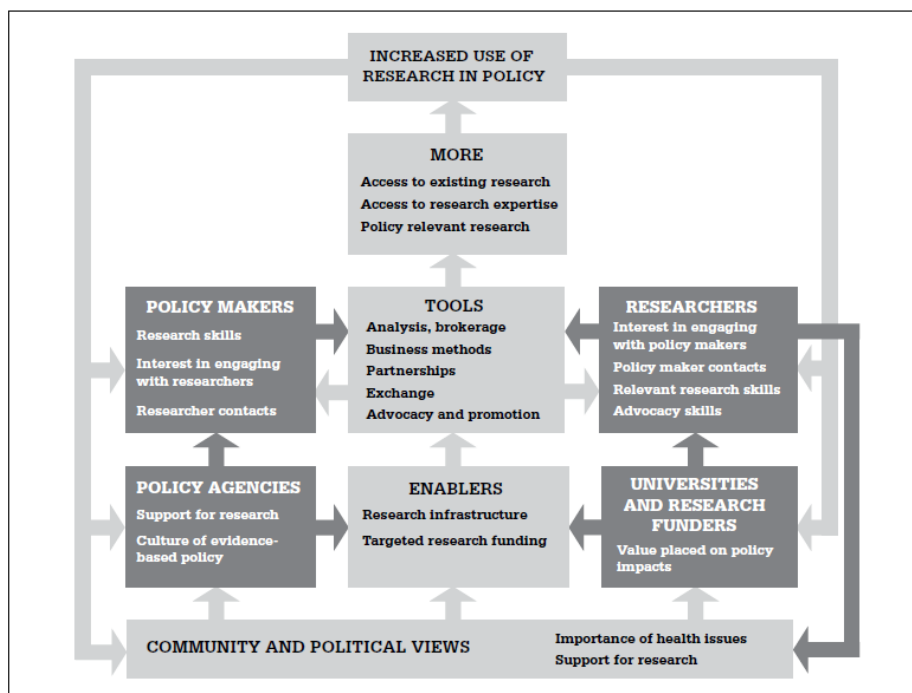 INCREASED USE OF
RESEARCH IN POLICY
MORE
Access to existing research
Access to research expertise
Policy relevant research
POLICY MAKERS
Research skills
Interest in engaging
with researchers
Researcher contacts
TOOLS
Analysis, brokerage
Business methods
Partnerships
Exchange
Advocacy and promotion
RESEARCHERS
Interest in engaging
with policy makers
Policy maker contacts
Relevant research skills
Advocacy skills
POLICY AGENCIES
Support for research
Culture of evidence-
based policy
ENABLERS
Research infrastructure
Targeted research funding
UNIVERSITIES
AND RESEARCH
FUNDERS
Value placed on policy
impacts
COMMUNITY AND POLITICAL VIEWS
Importance of health issues
Support for research